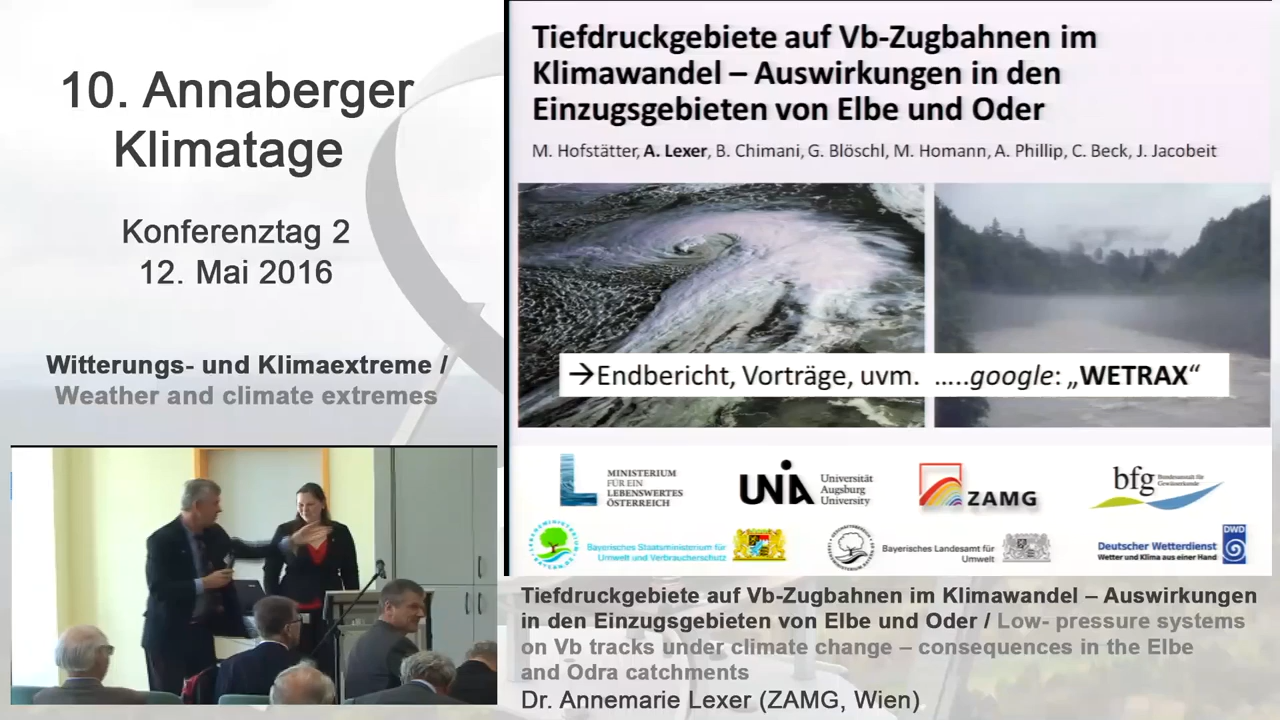 10. Annaberger
Klimatage
Konferenztag 2
12. Mai 2016
Witterungs- und Klimaextreme /
Weather and climate extremes
Tiefdruckgebiete auf Vb-Zugbahnen im
Klimawandel – Auswirkungen in den
Einzugsgebieten von Elbe und Oder
M. Hofstätter, A. Lexer, B. Chimani, G. Blöschl, M. Homann, A. Phillip, C. Beck, J. Jacobeit
→Endbericht, Vorträge, uvm. .....google: „WETRAX“
MINISTERIUM
FÜR EIN
LEBENSWERTES
ÖSTERREICH
UNIA
Universität
Augsburg
University
ZAMG
bfg
Bundesanstalt für
Gewässerkunde
Bayerisches Staatsministerium für
Umwelt und Verbraucherschutz
Bayerisches Landesamt für
Umwelt
Deutscher Wetterdienst
Wetter und Klima aus einer Hand
DWD
Tiefdruckgebiete auf Vb-Zugbahnen im Klimawandel – Auswirkungen
in den Einzugsgebieten von Elbe und Oder / Low- pressure systems
on Vb tracks under climate change – consequences in the Elbe
and Odra catchments
Dr. Annemarie Lexer (ZAMG, Wien)